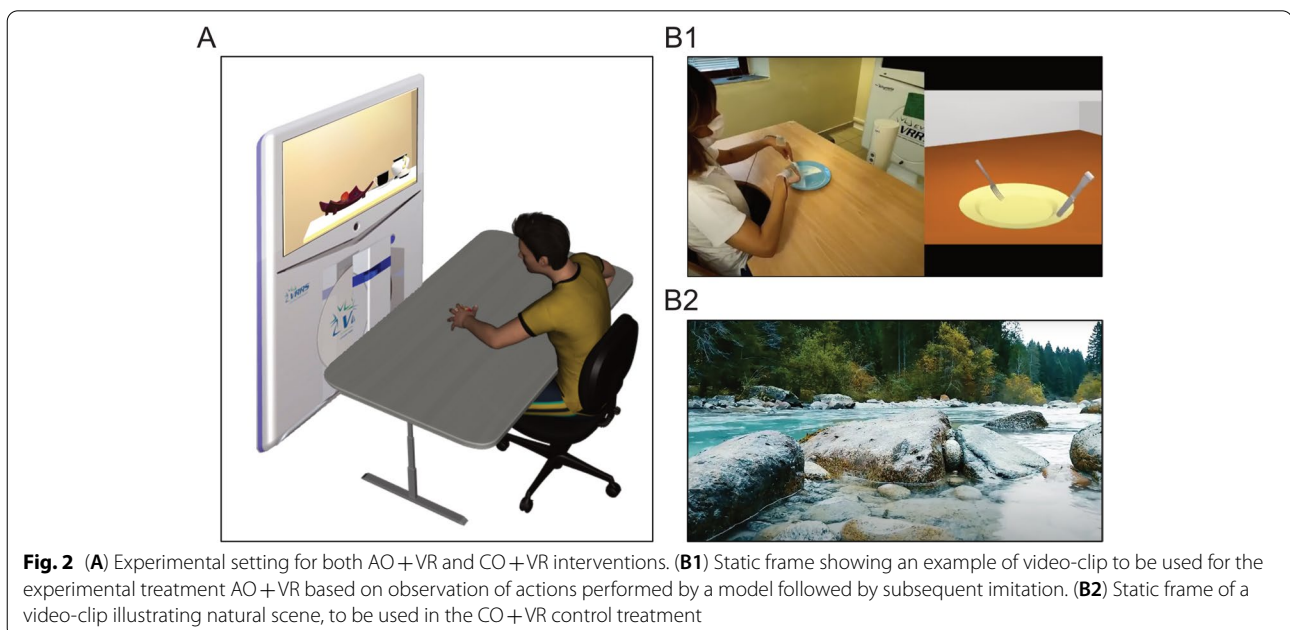 A
B1
VRRS
2 VRRS
B2
Fig. 2 (A) Experimental setting for both AO + VR and CO + VR interventions. (B1) Static frame showing an example of video-clip to be used for the
experimental treatment AO + VR based on observation of actions performed by a model followed by subsequent imitation. (B2) Static frame of a
video-clip illustrating natural scene, to be used in the CO + VR control treatment